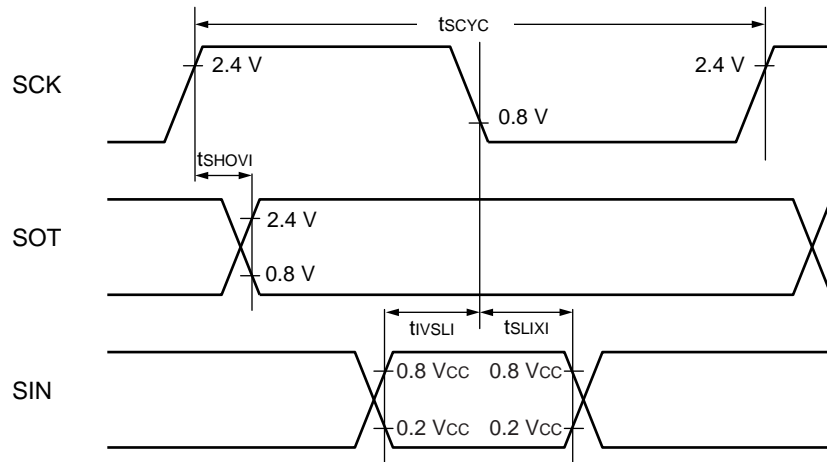 tSCYC
SCK
2.4 V
2.4 V
0.8 V
tSHOVI
SOT
2.4 V
0.8 V
tIVSLI
tSLIXI
SIN
0.8 VCC
0.8 VCC
0.2 VCC
0.2 VCC